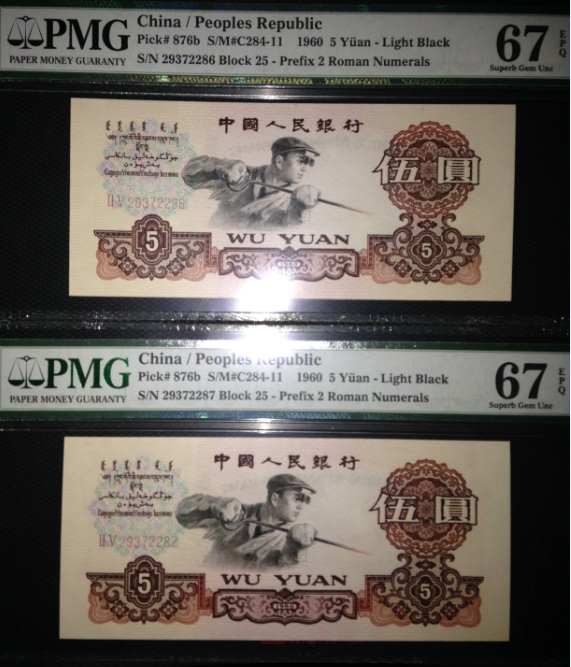 PMG
PAPER MONEY GUARANTY
China / Peoples Republic
Pick# 876b S/M#C284-11 1960 5 Yüan - Light Black
S/N 29372286 Block 25 - Prefix 2 Roman Numerals
67
EPQ
Superb Gem Unc
中國人民銀行
伍圓
II V 29372286
5
WU YUAN
1960
5
PMG
PAPER MONEY GUARANTY
China / Peoples Republic
Pick# 876b S/M#C284-11 1960 5 Yüan - Light Black
S/N 29372287 Block 25 - Prefix 2 Roman Numerals
67
EPQ
Superb Gem Unc
中國人民銀行
伍圓
II V 29372287
5
WU YUAN
1960
5